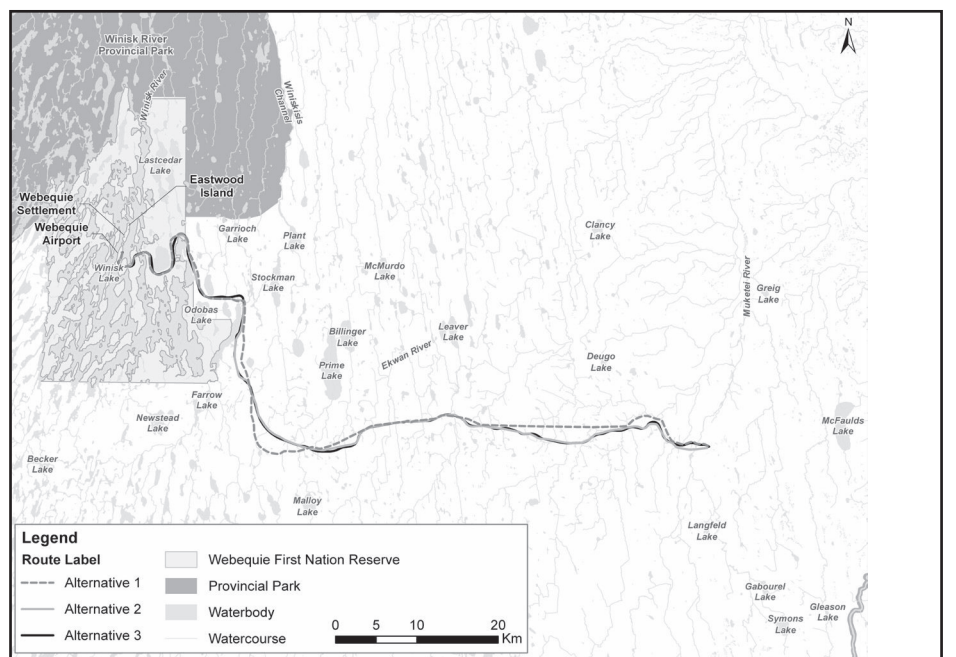 N
Winisk River
Provincial Park
Winisk River
Winiskisis
Channel
Lastcedar
Lake
Eastwood
Island
Webequie
Settlement
Webequie
Airport
Winisk
Lake
Garrioch
Lake
Plant
Lake
Clancy
Lake
Stockman
Lake
McMurdo
Lake
Muketei River
Greig
Lake
Odobas
Lake
Billinger
Lake
Leaver
Lake
Ekwan River
Prime
Lake
Deugo
Lake
Farrow
Lake
Newstead
Lake
McFaulds
Lake
Becker
Lake
Malloy
Lake
Langfeld
Lake
Gabourel
Lake
Symons
Lake
Gleason
Lake
Legend
Route Label
Alternative 1
Alternative 2
Alternative 3
Webequie First Nation Reserve
Provincial Park
Waterbody
Watercourse
0 5 10 20
Km